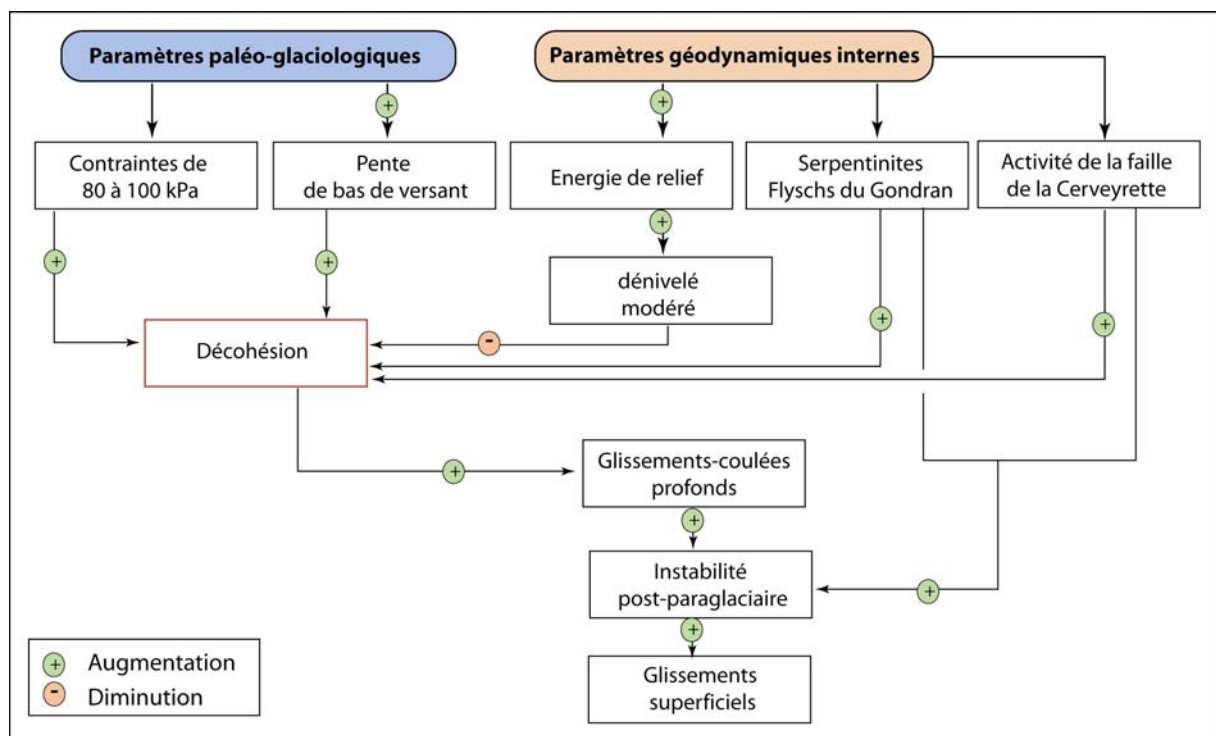 Paramètres paléo-glaciologiques
Paramètres géodynamiques internes
+
+
Contraintes de
80 à 100 kPa
Pente
de bas de versant
Energie de relief
Serpentinites
Flyschs du Gondran
Activité de la faille
de la Cerveyrette
+
+
+
dénivelé
modéré
+
+
-
Décohésion
+
Glissements-coulées
profonds
+
Instabilité
post-paraglaciaire
+
+
Glissements
superficiels
+ Augmentation
- Diminution